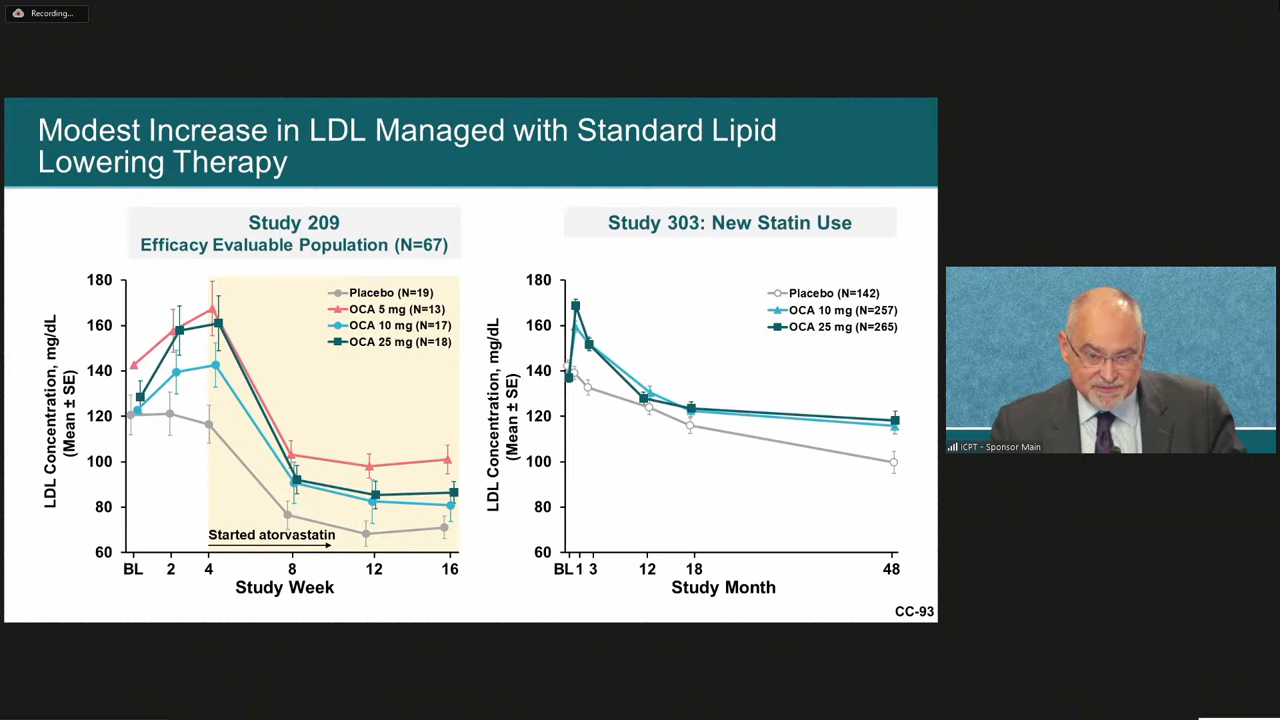 Recording...
Modest Increase in LDL Managed with Standard Lipid
Lowering Therapy
Study 209
Efficacy Evaluable Population (N=67)
180
160
140
120
100
80
60
LDL Concentration, mg/dL
(Mean ± SE)
Placebo (N=19)
OCA 5 mg (N=13)
OCA 10 mg (N=17)
OCA 25 mg (N=18)
Started atorvastatin
BL 2 4 8 12 16
Study Week
Study 303: New Statin Use
180
160
140
120
100
80
60
LDL Concentration, mg/dL
(Mean ± SE)
Placebo (N=142)
OCA 10 mg (N=257)
OCA 25 mg (N=265)
BL 1 3 12 18 48
Study Month
CC-93
ICPT - Sponsor Main